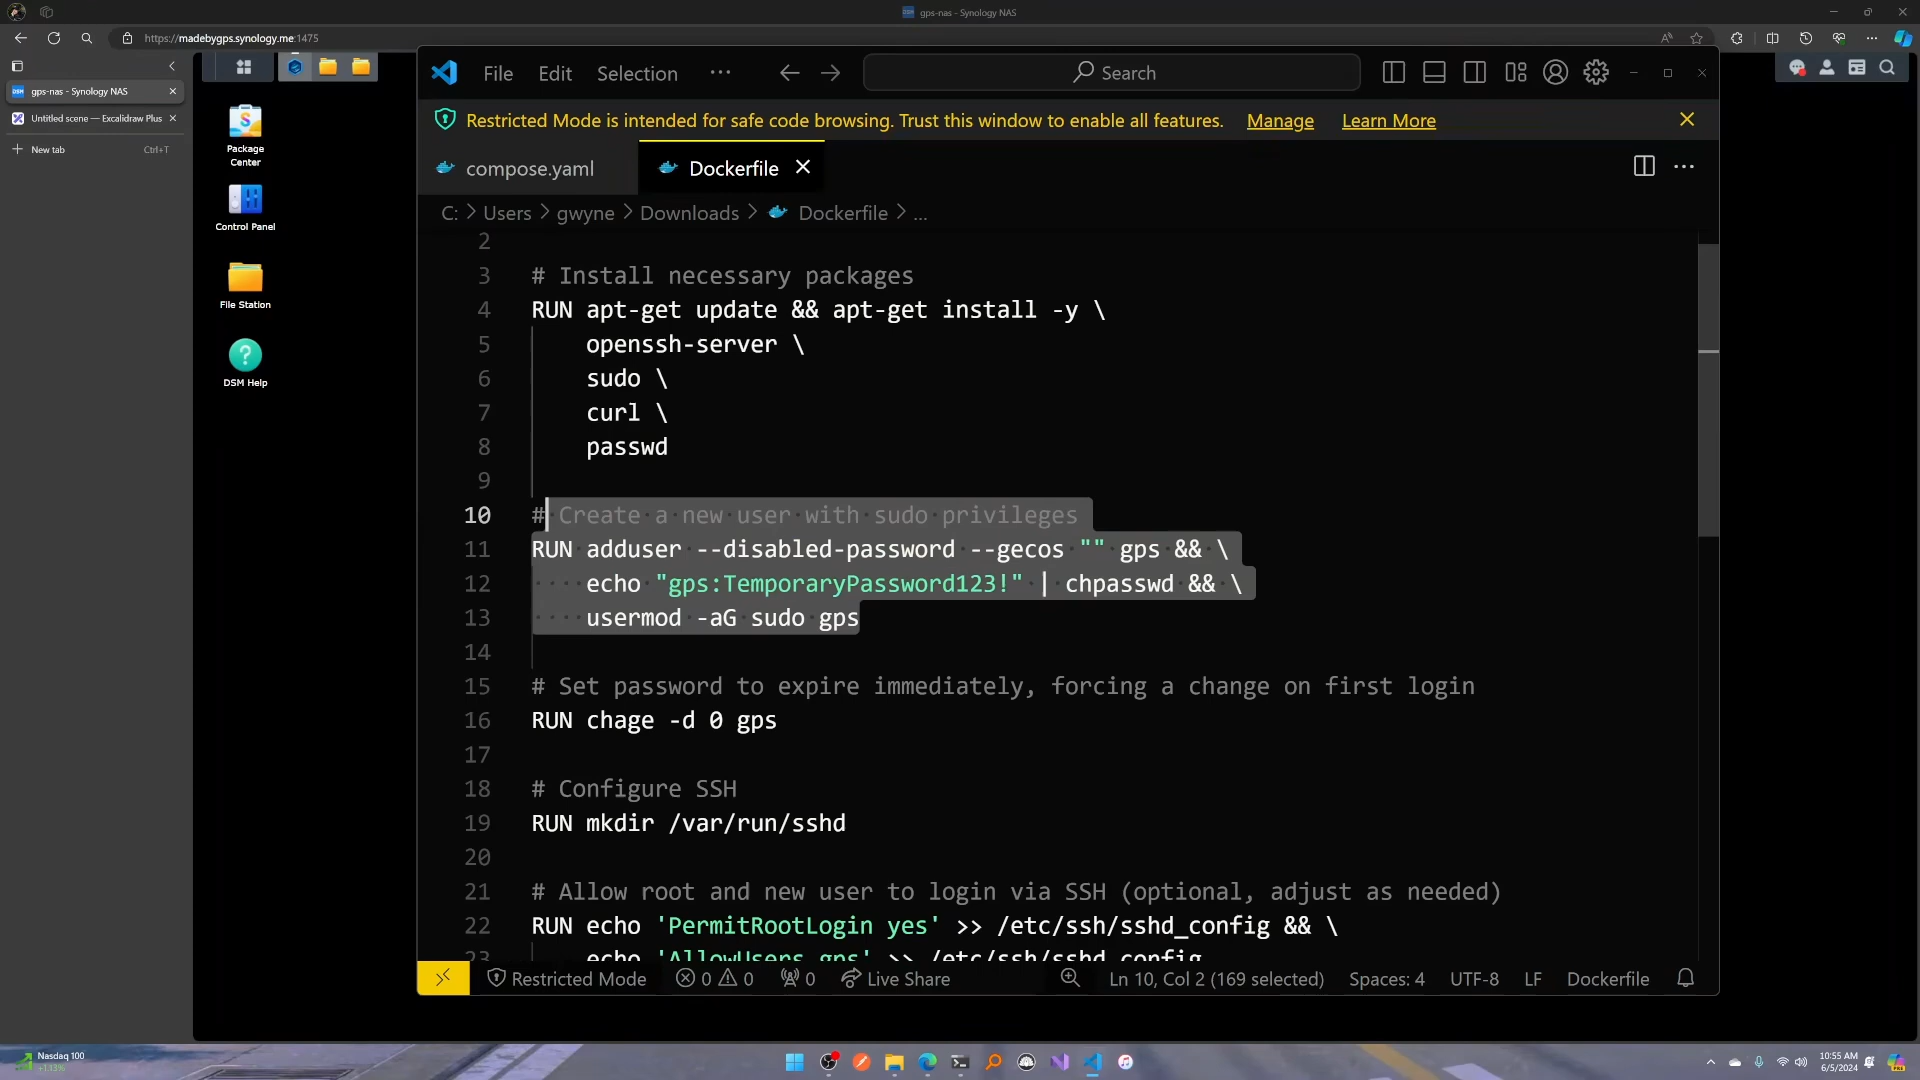 gps-nas - Synology NAS
https://madebygps.synology.me:1475
gps-nas - Synology NAS
Untitled scene — Excalidraw Plus
New tab
Ctrl+T
Package
Center
Control Panel
File Station
DSM Help
File Edit Selection ···
Search
Restricted Mode is intended for safe code browsing. Trust this window to enable all features. Manage Learn More
compose.yaml
Dockerfile
C: > Users > gwyne > Downloads > Dockerfile > ...
2
3 # Install necessary packages
4 RUN apt-get update && apt-get install -y \
5 openssh-server \
6 sudo \
7 curl \
8 passwd
9
10 # Create a new user with sudo privileges
11 RUN adduser --disabled-password --gecos "" gps && \
12 echo "gps:TemporaryPassword123!" | chpasswd && \
13 usermod -aG sudo gps
14
15 # Set password to expire immediately, forcing a change on first login
16 RUN chage -d 0 gps
17
18 # Configure SSH
19 RUN mkdir /var/run/sshd
20
21 # Allow root and new user to login via SSH (optional, adjust as needed)
22 RUN echo 'PermitRootLogin yes' >> /etc/ssh/sshd_config && \
23 echo 'AllowUsers gps' >> /etc/ssh/sshd_config
Restricted Mode 0 0 0 Live Share Ln 10, Col 2 (169 selected) Spaces: 4 UTF-8 LF Dockerfile
Nasdaq 100
+1.13%
10:55 AM
6/5/2024